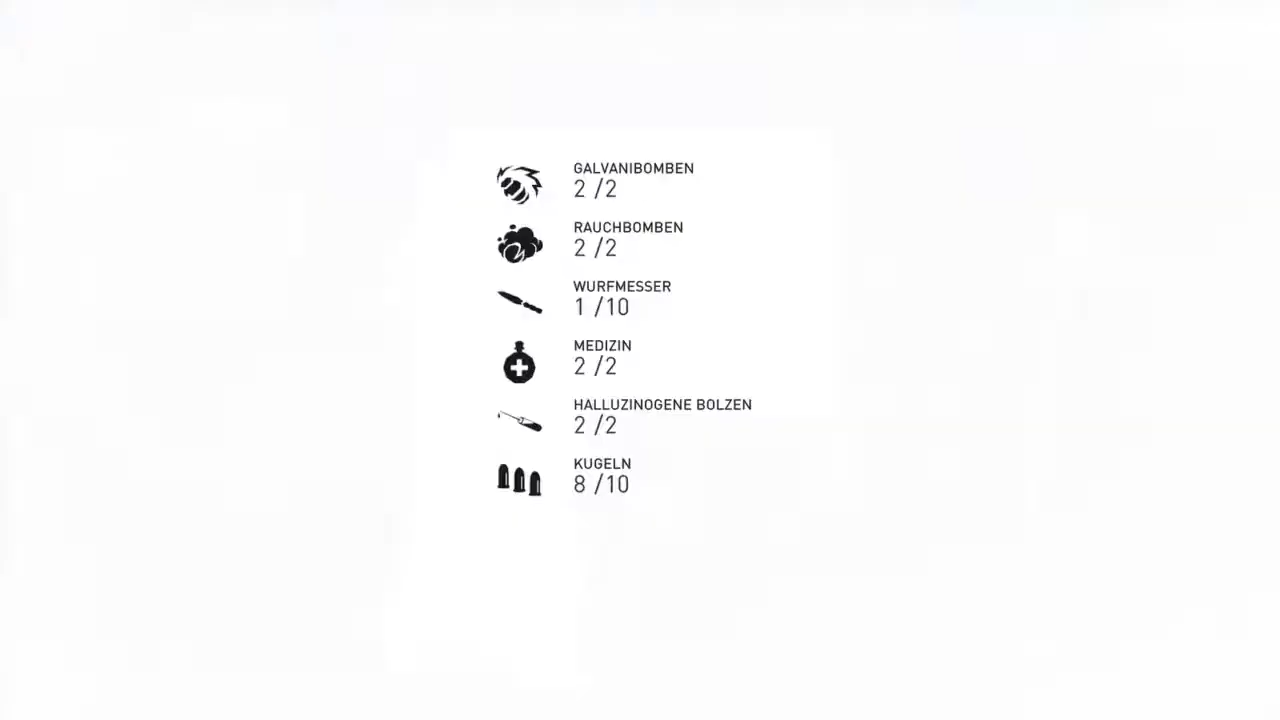 GALVANIBOMBEN
2 /2
RAUCHBOMBEN
2 /2
WURFMESSER
1 /10
MEDIZIN
2 /2
HALLUZINOGENE BOLZEN
2 /2
KUGELN
8 /10